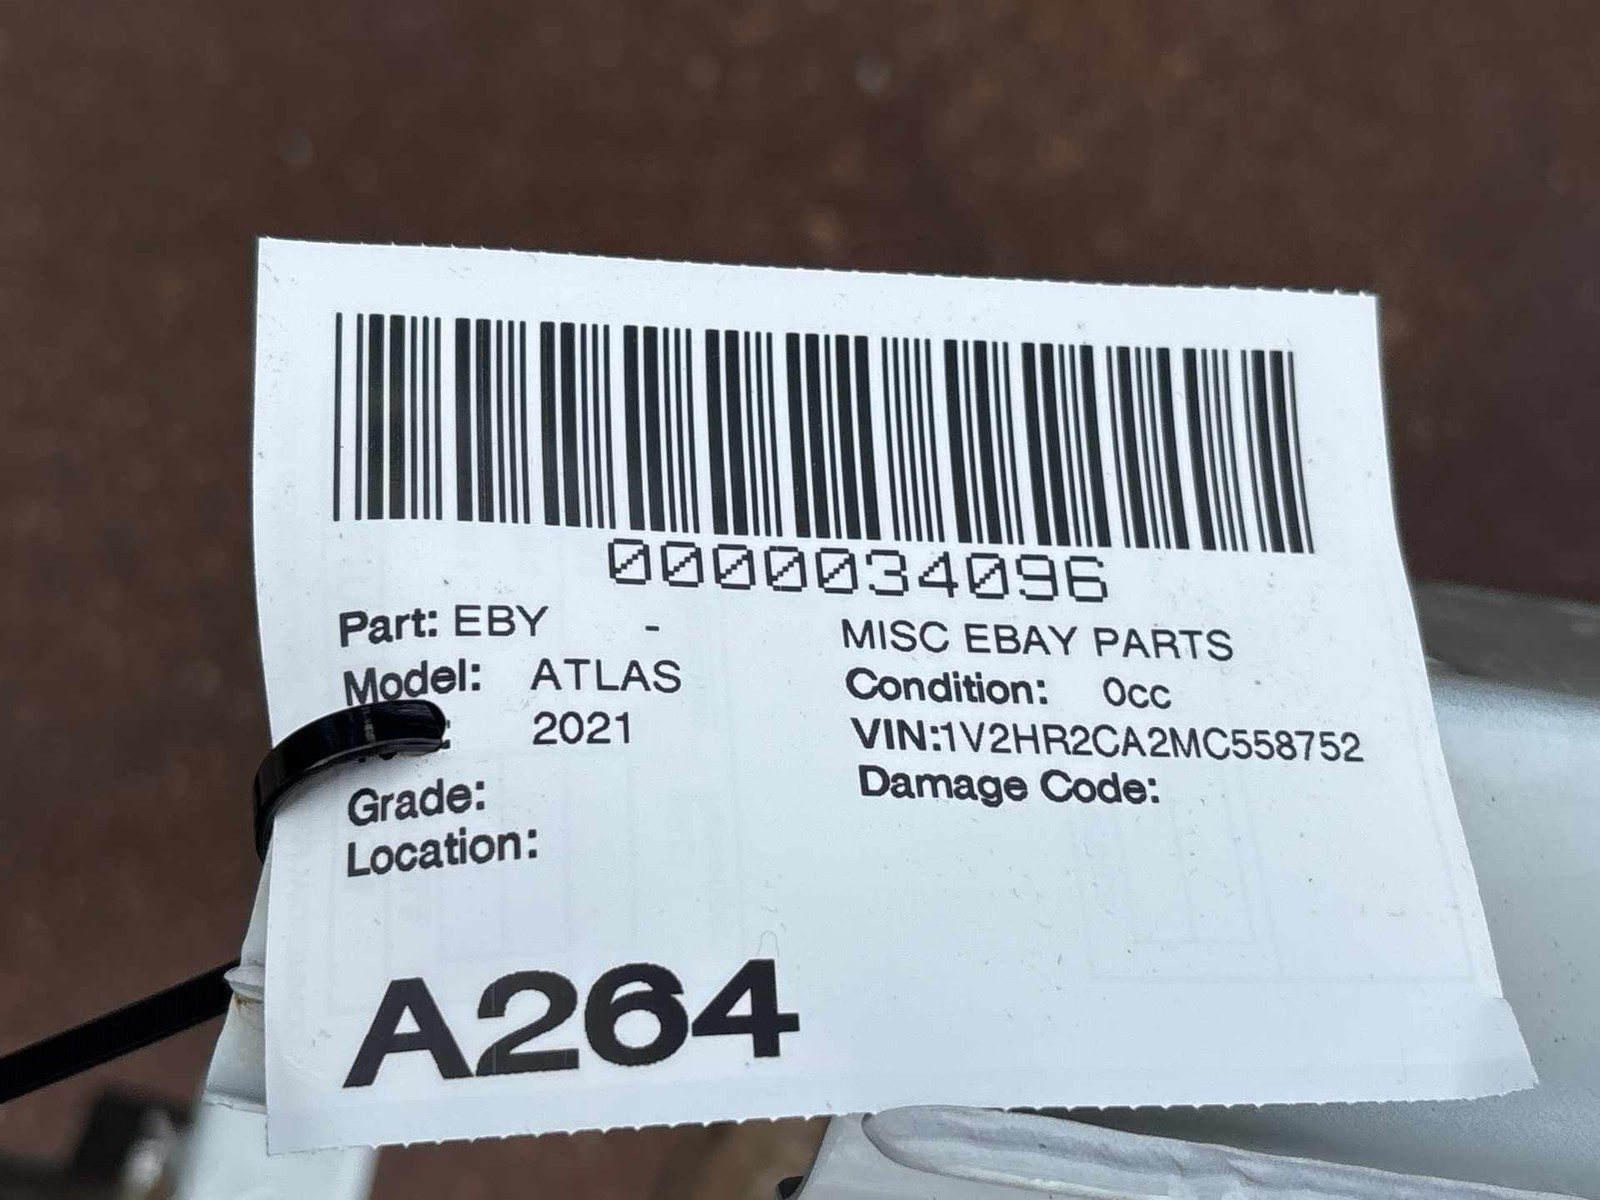 0000034096
Part: EBY - MISC EBAY PARTS
Model: ATLAS Condition: 0cc
2021 VIN:1V2HR2CA2MC558752
Grade: Damage Code:
Location:
A264